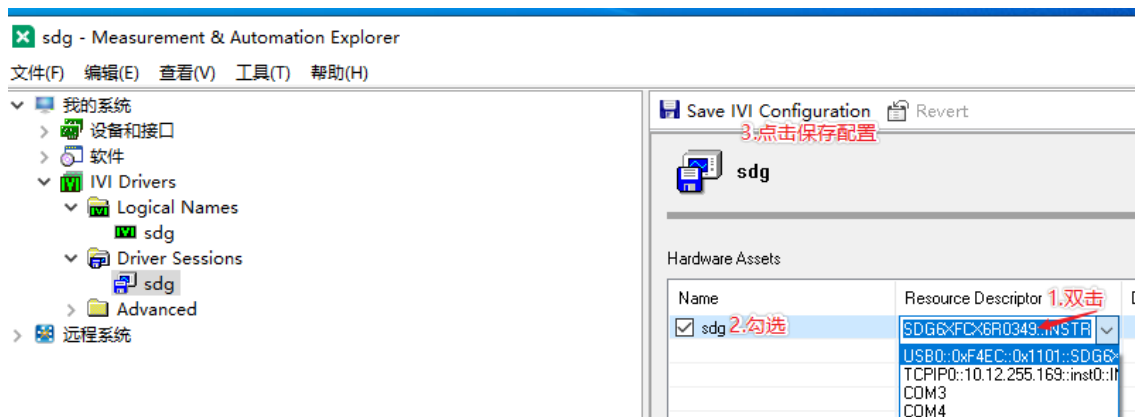 sdg - Measurement & Automation Explorer
文件(F) 编辑(E) 查看(V) 工具(T) 帮助(H)
我的系统
设备和接口
软件
IVI Drivers
Logical Names
sdg
Driver Sessions
sdg
Advanced
远程系统
Save IVI Configuration Revert
3.点击保存配置
sdg
Hardware Assets
Name Resource Descriptor 1.双击
sdg 2.勾选 SDG6XFCX6R0349::INSTR
USB0::0xF4EC::0x1101::SDG6X
TCPIP0::10.12.255.169::inst0::I
COM3
COM4